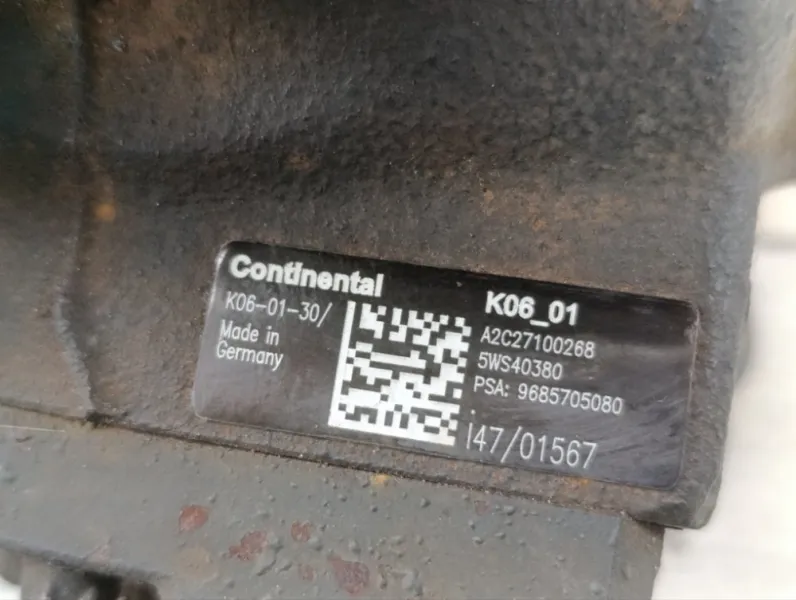 Continental
K06-01-30/
Made in
Germany
K06_01
A2C27100268
5WS40380
PSA: 9685705080
I47/01567